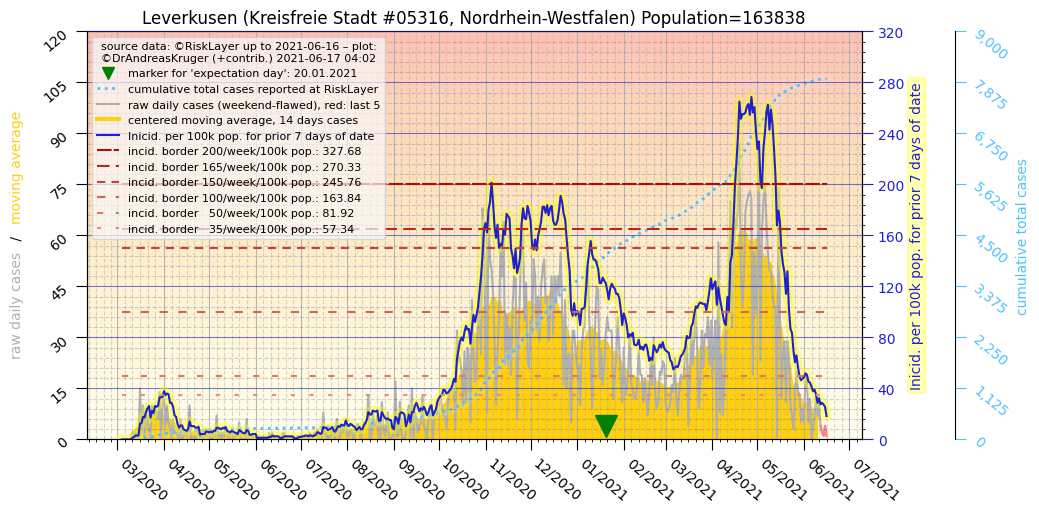 Leverkusen (Kreisfreie Stadt #05316, Nordrhein-Westfalen) Population=163838
source data: ©RiskLayer up to 2021-06-16 – plot:
©DrAndreasKruger (+contrib.) 2021-06-17 04:02
marker for 'expectation day': 20.01.2021
cumulative total cases reported at RiskLayer
raw daily cases (weekend-flawed), red: last 5
centered moving average, 14 days cases
Inicid. per 100k pop. for prior 7 days of date
incid. border 200/week/100k pop.: 327.68
incid. border 165/week/100k pop.: 270.33
incid. border 150/week/100k pop.: 245.76
incid. border 100/week/100k pop.: 163.84
incid. border   50/week/100k pop.: 81.92
incid. border   35/week/100k pop.: 57.34
raw daily cases   /   moving average
120
105
90
75
60
45
30
15
0
03/2020
04/2020
05/2020
06/2020
07/2020
08/2020
09/2020
10/2020
11/2020
12/2020
01/2021
02/2021
03/2021
04/2021
05/2021
06/2021
07/2021
320
280
240
200
160
120
80
40
0
Inicid. per 100k pop. for prior 7 days of date
9,000
7,875
6,750
5,625
4,500
3,375
2,250
1,125
0
cumulative total cases